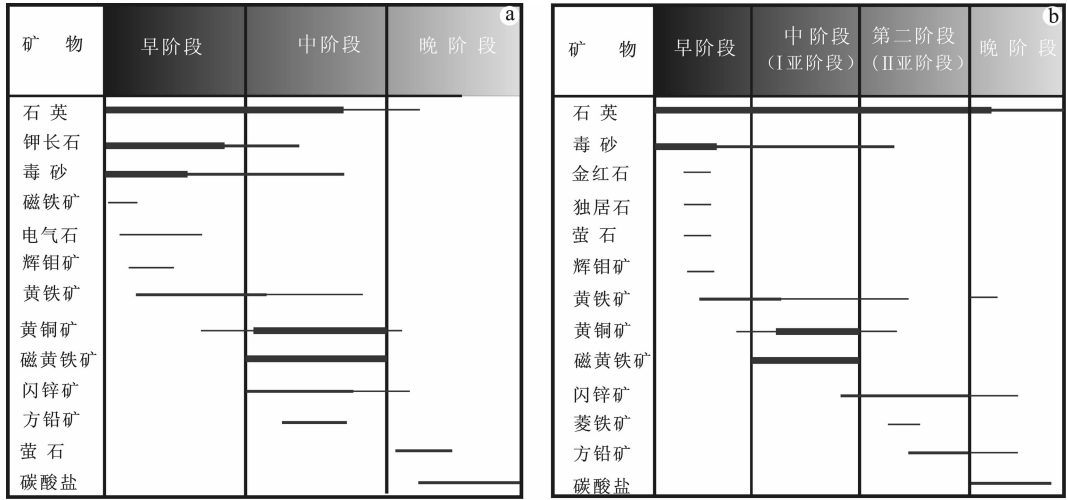 a
矿 物
早阶段
中阶段
晚阶段
石英
钾长石
毒砂
磁铁矿
电气石
辉钼矿
黄铁矿
黄铜矿
磁黄铁矿
闪锌矿
方铅矿
萤石
碳酸盐
b
矿 物
早阶段
中阶段
(I亚阶段)
第二阶段
(II亚阶段)
晚阶段
石英
毒砂
金红石
独居石
萤石
辉钼矿
黄铁矿
黄铜矿
磁黄铁矿
闪锌矿
菱铁矿
方铅矿
碳酸盐